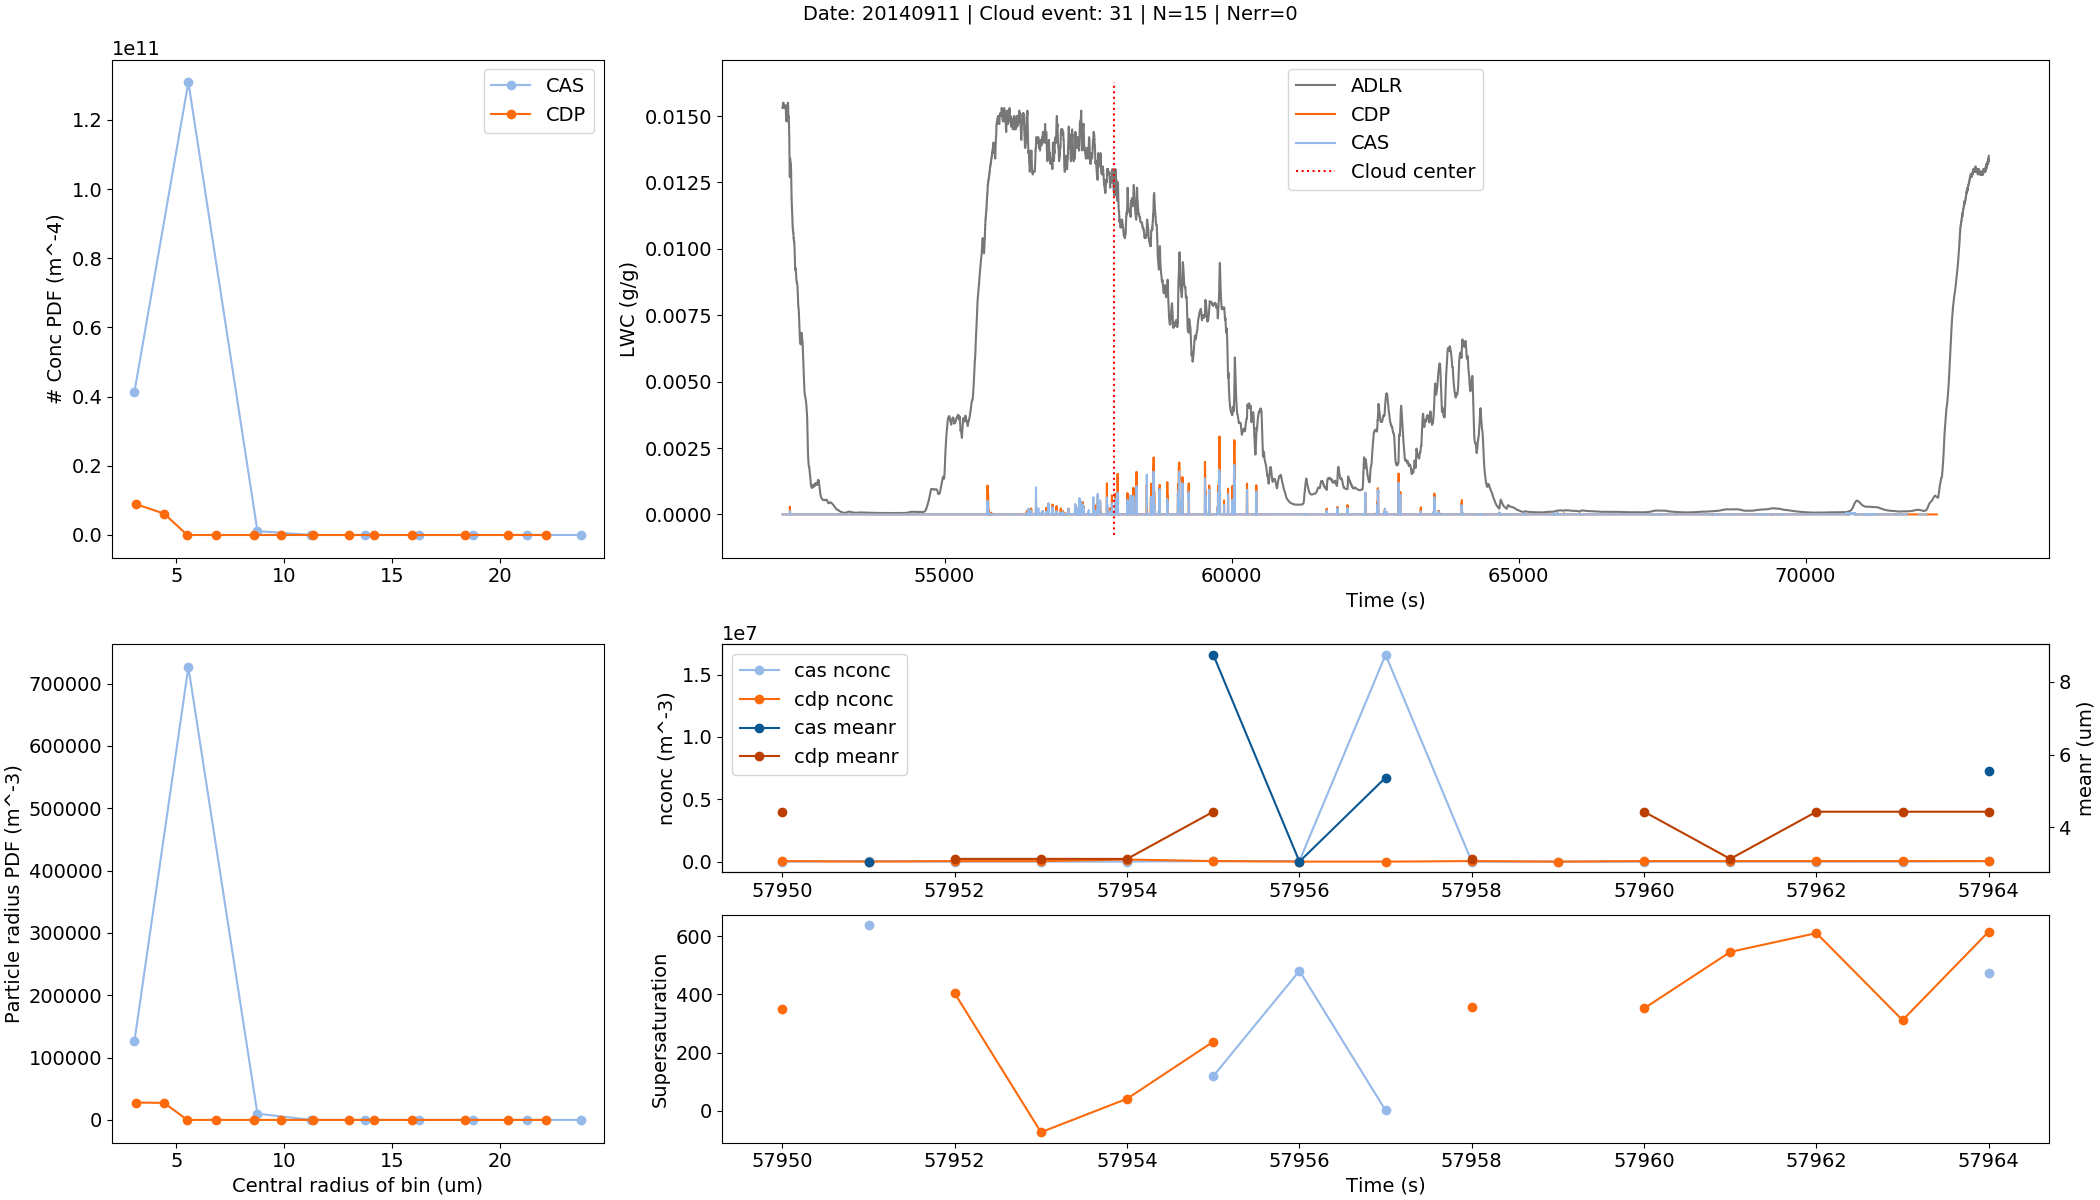 Date: 20140911 | Cloud event: 31 | N=15 | Nerr=0
1e11
# Conc PDF (m^-4)
1.2
1.0
0.8
0.6
0.4
0.2
0.0
5 10 15 20
CAS
CDP
LWC (g/g)
0.0150
0.0125
0.0100
0.0075
0.0050
0.0025
0.0000
55000 60000 65000 70000
Time (s)
ADLR
CDP
CAS
Cloud center
Particle radius PDF (m^-3)
700000
600000
500000
400000
300000
200000
100000
0
5 10 15 20
Central radius of bin (um)
1e7
nconc (m^-3)
1.5
1.0
0.5
0.0
cas nconc
cdp nconc
cas meanr
cdp meanr
8
6
4
meanr (um)
57950 57952 57954 57956 57958 57960 57962 57964
Supersaturation
600
400
200
0
57950 57952 57954 57956 57958 57960 57962 57964
Time (s)